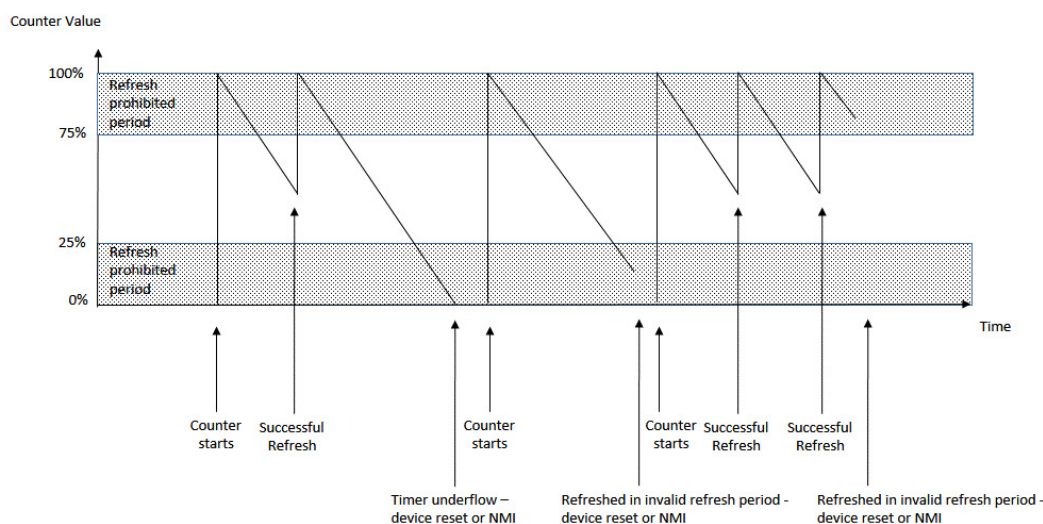 Counter Value
100%
Refresh
prohibited
period
75%
25%
Refresh
prohibited
period
0%
Time
Counter
starts
Successful
Refresh
Counter
starts
Counter
starts
Successful
Refresh
Successful
Refresh
Timer underflow –
device reset or NMI
Refreshed in invalid refresh period -
device reset or NMI
Refreshed in invalid refresh period -
device reset or NMI